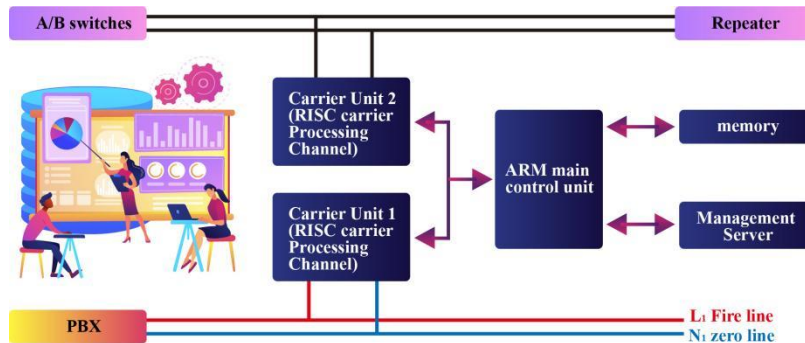 A/B switches
Repeater
Carrier Unit 2
(RISC carrier
Processing
Channel)
memory
ARM main
control unit
Carrier Unit 1
(RISC carrier
Processing
Channel)
Management
Server
L₁ Fire line
PBX
N₁ zero line